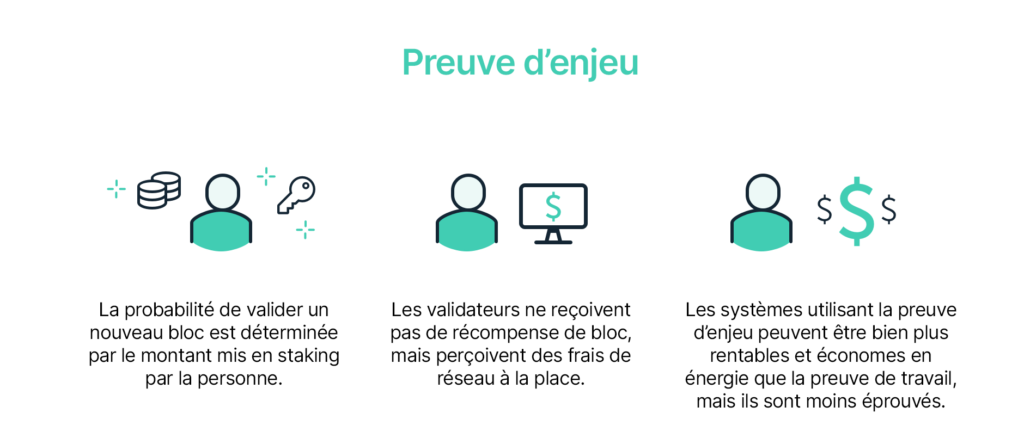 Preuve d’enjeu
La probabilité de valider un
nouveau bloc est déterminée
par le montant mis en staking
par la personne.
Les validateurs ne reçoivent
pas de récompense de bloc,
mais perçoivent des frais de
réseau à la place.
Les systèmes utilisant la preuve
d’enjeu peuvent être bien plus
rentables et économes en
énergie que la preuve de travail,
mais ils sont moins éprouvés.